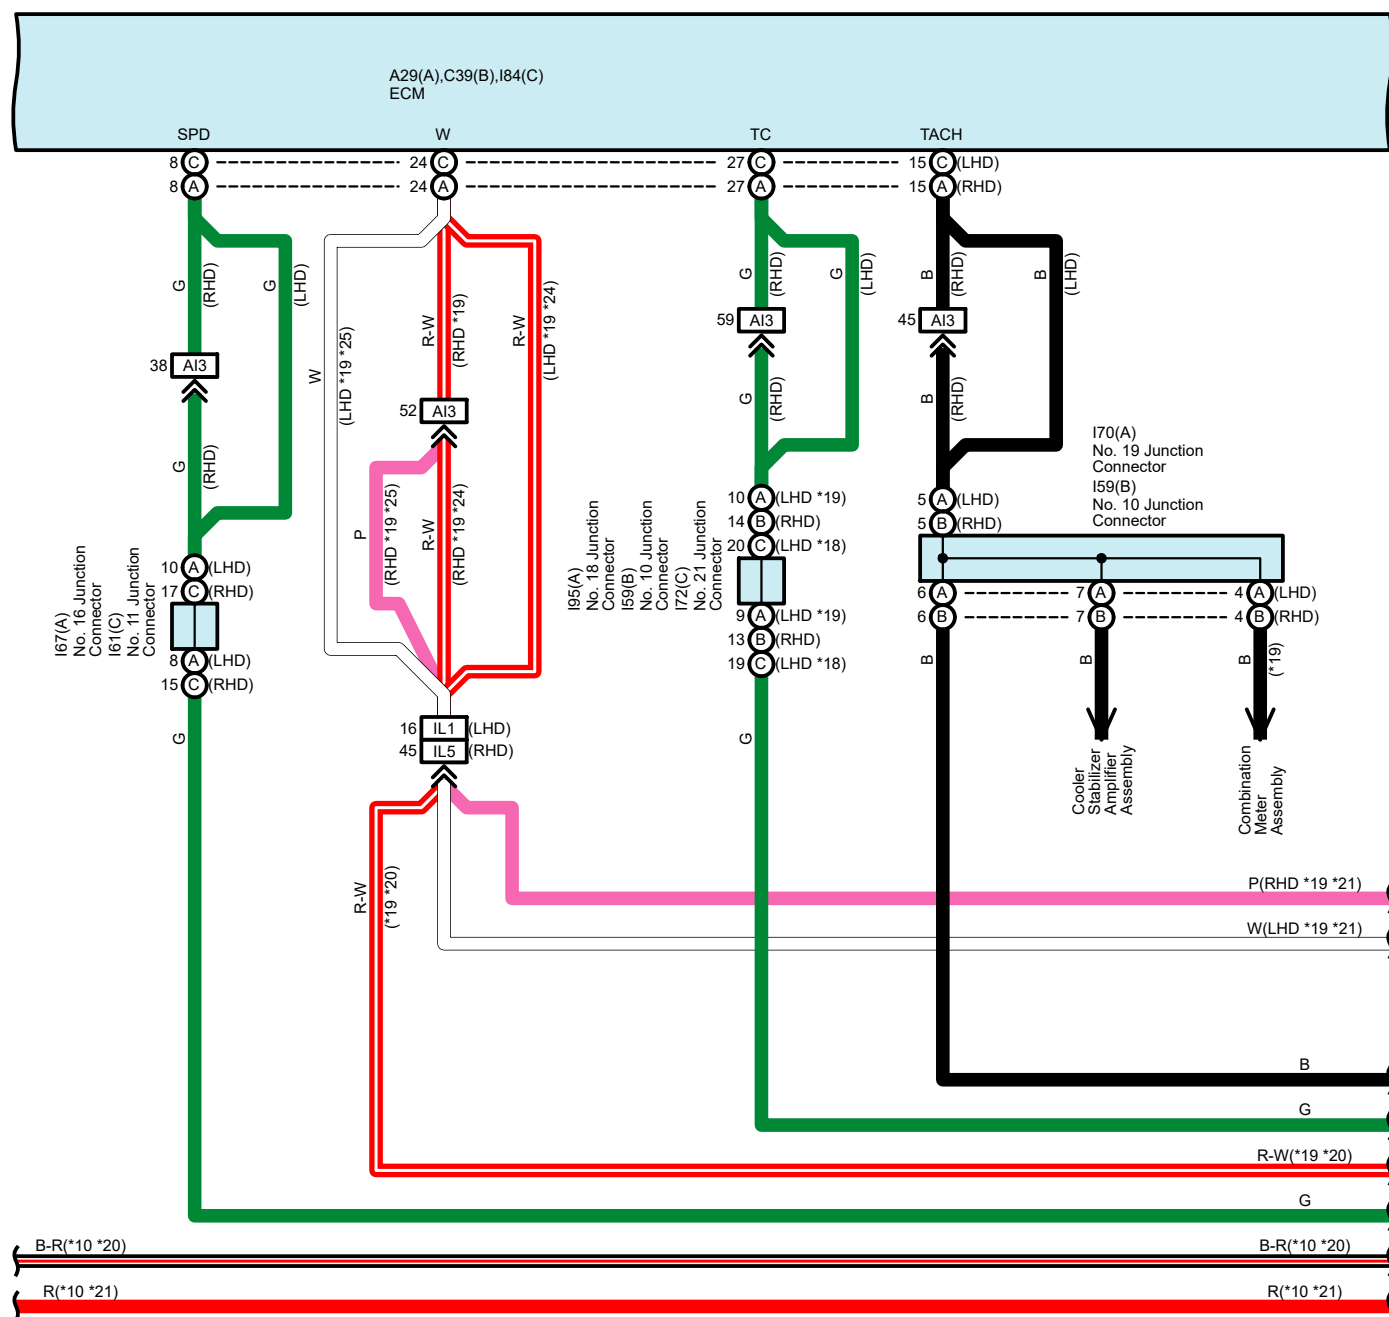 A29(A),C39(B),I84(C)
ECM
SPD
W
TC
TACH
8 C
24 C
27 C
15 C (LHD)
8 A
24 A
27 A
15 A (RHD)
G
(RHD)
G
(LHD)
W
(LHD *19 *25)
R-W
(RHD *19)
R-W
(LHD *19 *24)
G
(RHD)
G
(LHD)
B
(RHD)
B
(LHD)
38 AI3
52 AI3
59 AI3
45 AI3
G
(RHD)
P
(RHD *19 *25)
R-W
(RHD *19 *24)
G
(RHD)
B
(RHD)
I70(A)
No. 19 Junction
Connector
I59(B)
No. 10 Junction
Connector
I67(A)
No. 16 Junction
Connector
I61(C)
No. 11 Junction
Connector
10 A (LHD)
17 C (RHD)
8 A (LHD)
15 C (RHD)
I95(A)
No. 18 Junction
Connector
I59(B)
No. 10 Junction
Connector
I72(C)
No. 21 Junction
Connector
10 A (LHD *19)
14 B (RHD)
20 C (LHD *18)
9 A (LHD *19)
13 B (RHD)
19 C (LHD *18)
5 A (LHD)
5 B (RHD)
6 A
7 A
4 A (LHD)
6 B
7 B
4 B (RHD)
G
16 IL1 (LHD)
45 IL5 (RHD)
G
B
B
B
(*19)
Cooler
Stabilizer
Amplifier
Assembly
Combination
Meter
Assembly
R-W
(*19 *20)
P(RHD *19 *21)
W(LHD *19 *21)
B
G
R-W(*19 *20)
G
B-R(*10 *20)
B-R(*10 *20)
R(*10 *21)
R(*10 *21)